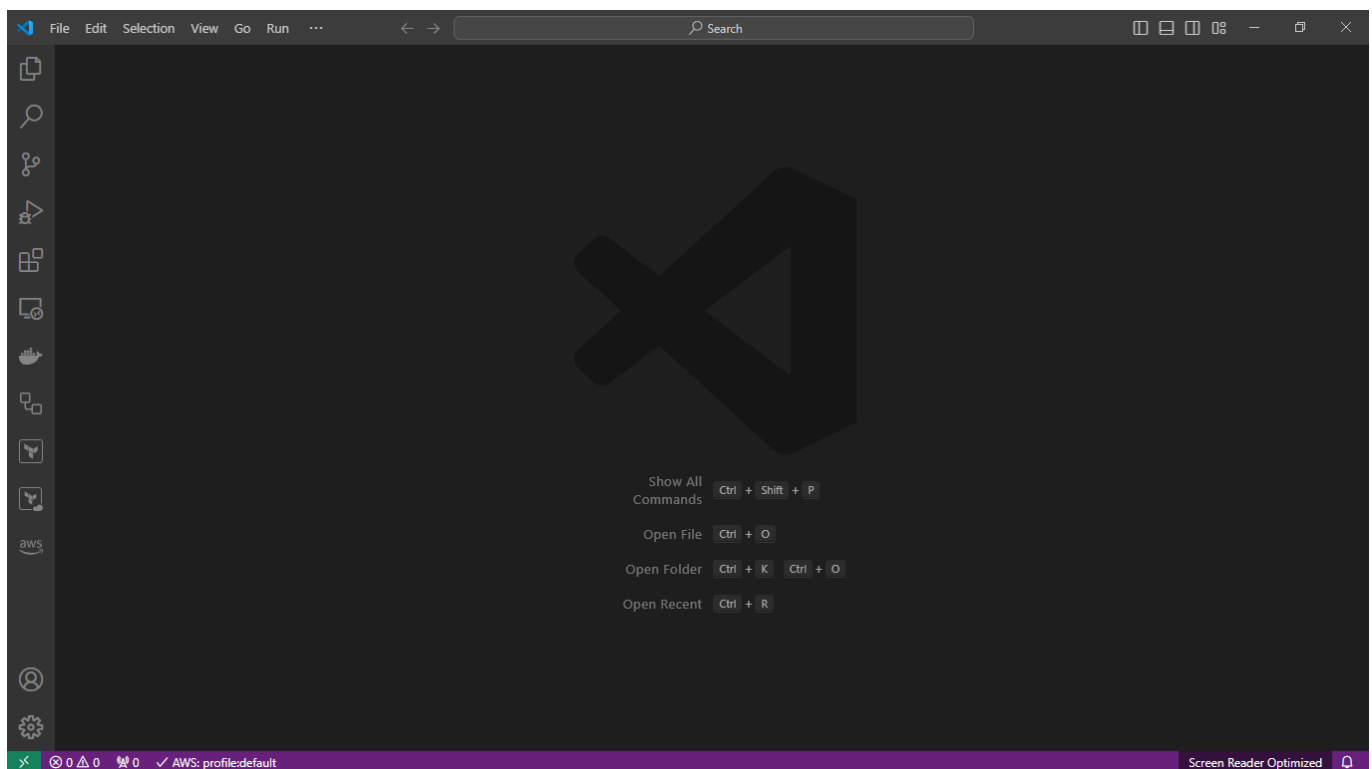 File Edit Selection View Go Run ···
Search
Show All
Commands Ctrl + Shift + P
Open File Ctrl + O
Open Folder Ctrl + K Ctrl + O
Open Recent Ctrl + R
aws
0 0 0 AWS: profile:default Screen Reader Optimized